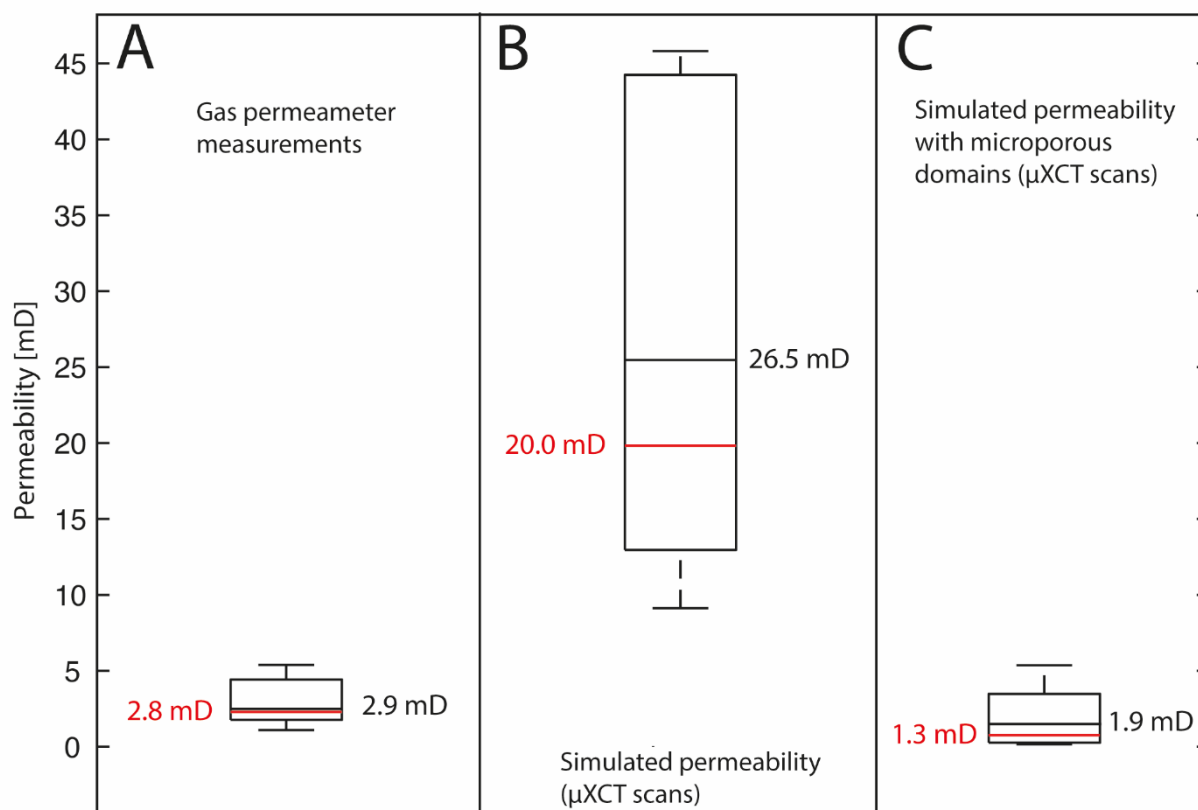 A
B
C
Gas permeameter
measurements
Simulated permeability
with microporous
domains (µXCT scans)
Permeability [mD]
45
40
35
30
25
20
15
10
5
0
26.5 mD
20.0 mD
2.8 mD
2.9 mD
1.3 mD
1.9 mD
Simulated permeability
(µXCT scans)